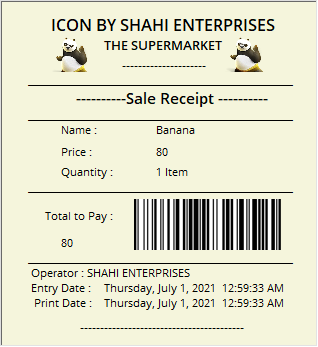 ICON BY SHAHI ENTERPRISES
THE SUPERMARKET
---------------------
----------Sale Receipt ----------
Name : Banana
Price : 80
Quantity : 1 Item
Total to Pay :
80
Operator : SHAHI ENTERPRISES
Entry Date : Thursday, July 1, 2021 12:59:33 AM
Print Date : Thursday, July 1, 2021 12:59:33 AM
-----------------------------------------